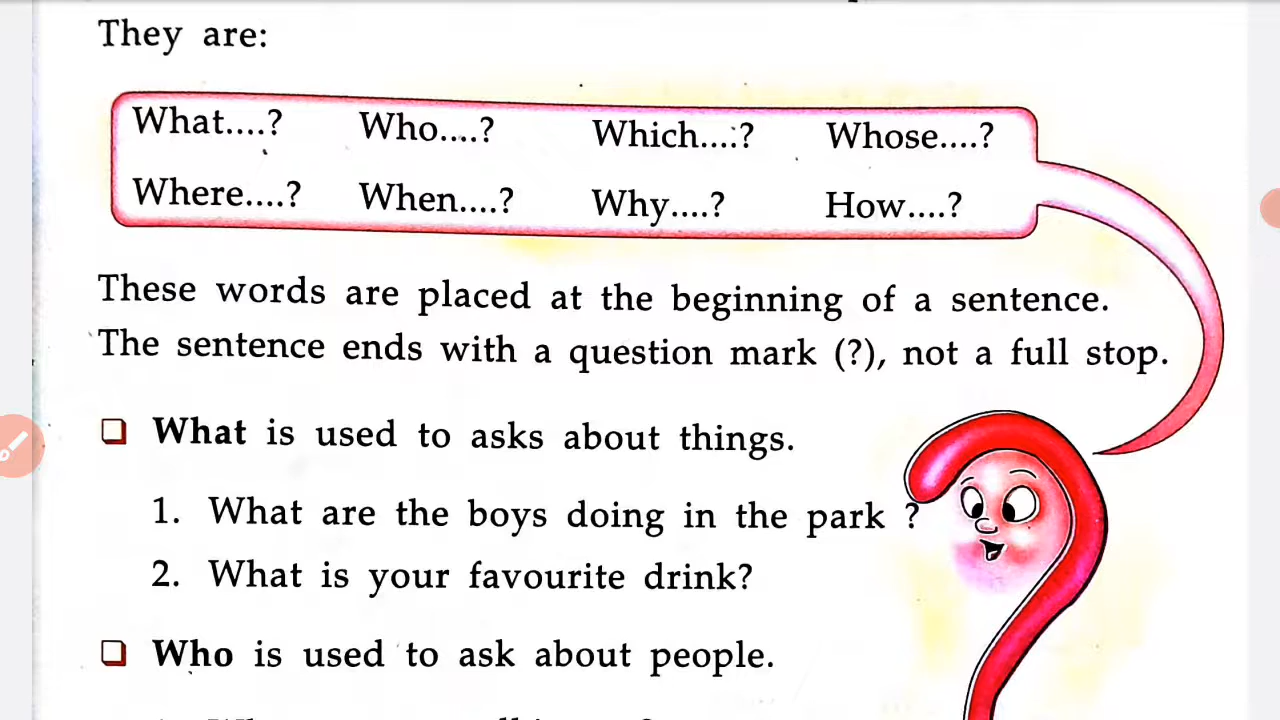 They are:
What....? Who....? Which....? Whose....?
Where....? When....? Why....? How....?
These words are placed at the beginning of a sentence.
The sentence ends with a question mark (?), not a full stop.
❑ What is used to asks about things.
1. What are the boys doing in the park ?
2. What is your favourite drink?
❑ Who is used to ask about people.